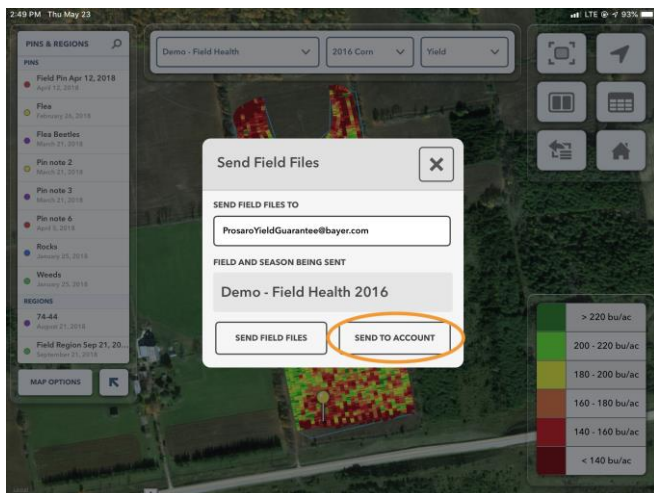 2:49 PM Thu May 23
LTE 93%
PINS & REGIONS
PINS
Field Pin Apr 12, 2018
April 12, 2018
Flea
February 26, 2018
Flea Beetles
March 21, 2018
Pin note 2
March 21, 2018
Pin note 3
March 21, 2018
Pin note 6
April 5, 2018
Rocks
January 25, 2018
Weeds
January 25, 2018
REGIONS
74-44
August 21, 2018
Field Region Sep 21, 20...
September 21, 2018
MAP OPTIONS
Demo - Field Health
2016 Corn
Yield
Send Field Files
SEND FIELD FILES TO
ProsaroYieldGuarantee@bayer.com
FIELD AND SEASON BEING SENT
Demo - Field Health 2016
SEND FIELD FILES
SEND TO ACCOUNT
> 220 bu/ac
200 - 220 bu/ac
180 - 200 bu/ac
160 - 180 bu/ac
140 - 160 bu/ac
< 140 bu/ac